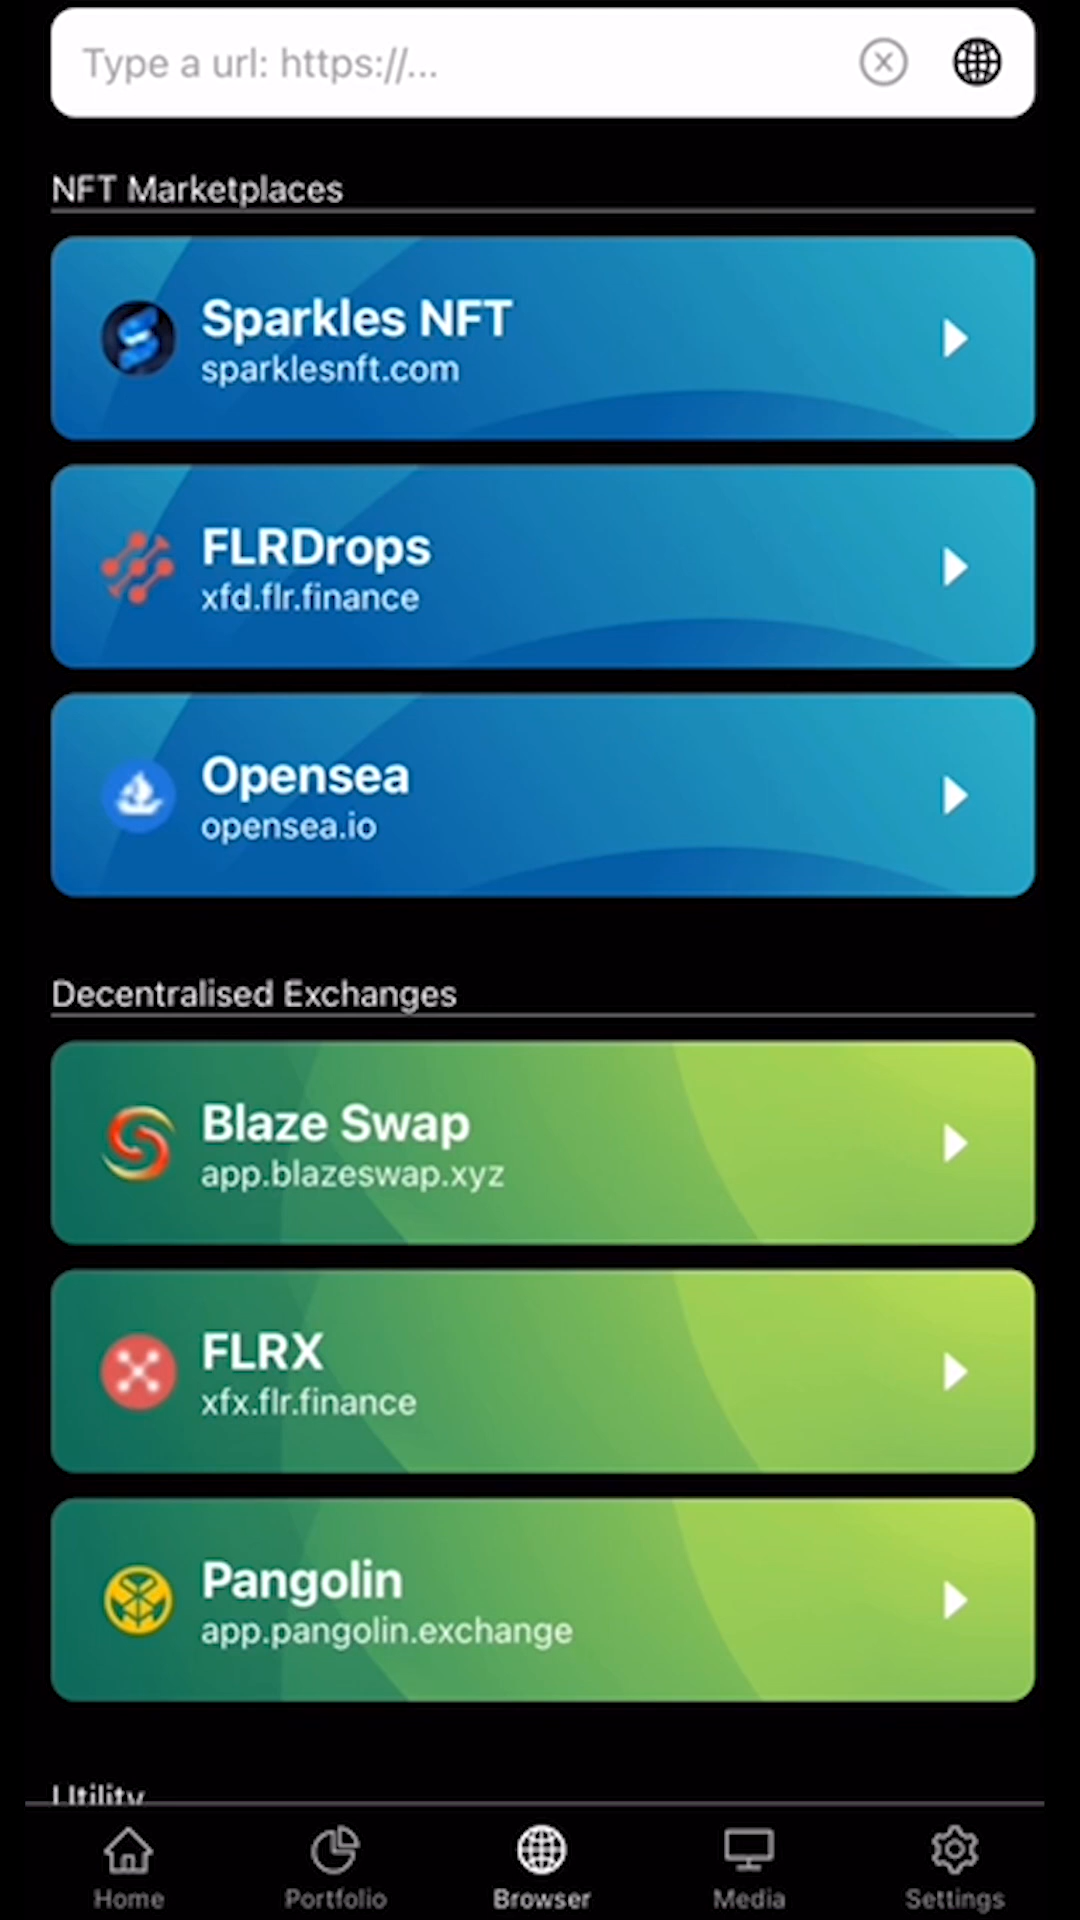 Type a url: https://...
NFT Marketplaces
Sparkles NFT
sparklesnft.com
FLRDrops
xfd.flr.finance
Opensea
opensea.io
Decentralised Exchanges
Blaze Swap
app.blazeswap.xyz
FLRX
xfx.flr.finance
Pangolin
app.pangolin.exchange
Utility
Home
Portfolio
Browser
Media
Settings